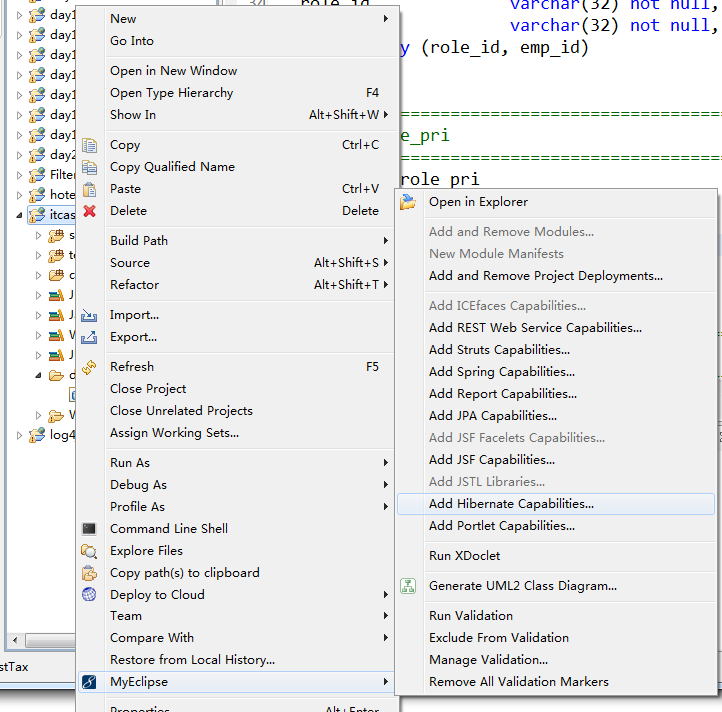 day1
day1
day1
day1
day1
day1
day1
day2
Filter
hote
itcas
s
te
c
J
J
W
J
d
W
log4
stTax
34
role_id varchar(32) not null,
varchar(32) not null,
y (role_id, emp_id)
e_pri
role_pri
New
Go Into
Open in New Window
Open Type Hierarchy F4
Show In Alt+Shift+W
Copy Ctrl+C
Copy Qualified Name
Paste Ctrl+V
Delete Delete
Build Path
Source Alt+Shift+S
Refactor Alt+Shift+T
Import...
Export...
Refresh F5
Close Project
Close Unrelated Projects
Assign Working Sets...
Run As
Debug As
Profile As
Command Line Shell
Explore Files
Copy path(s) to clipboard
Deploy to Cloud
Team
Compare With
Restore from Local History...
MyEclipse
Properties Alt+Enter
Open in Explorer
Add and Remove Modules...
New Module Manifests
Add and Remove Project Deployments...
Add ICEfaces Capabilities...
Add REST Web Service Capabilities...
Add Struts Capabilities...
Add Spring Capabilities...
Add Report Capabilities...
Add JPA Capabilities...
Add JSF Facelets Capabilities...
Add JSF Capabilities...
Add JSTL Libraries...
Add Hibernate Capabilities...
Add Portlet Capabilities...
Run XDoclet
Generate UML2 Class Diagram...
Run Validation
Exclude From Validation
Manage Validation...
Remove All Validation Markers